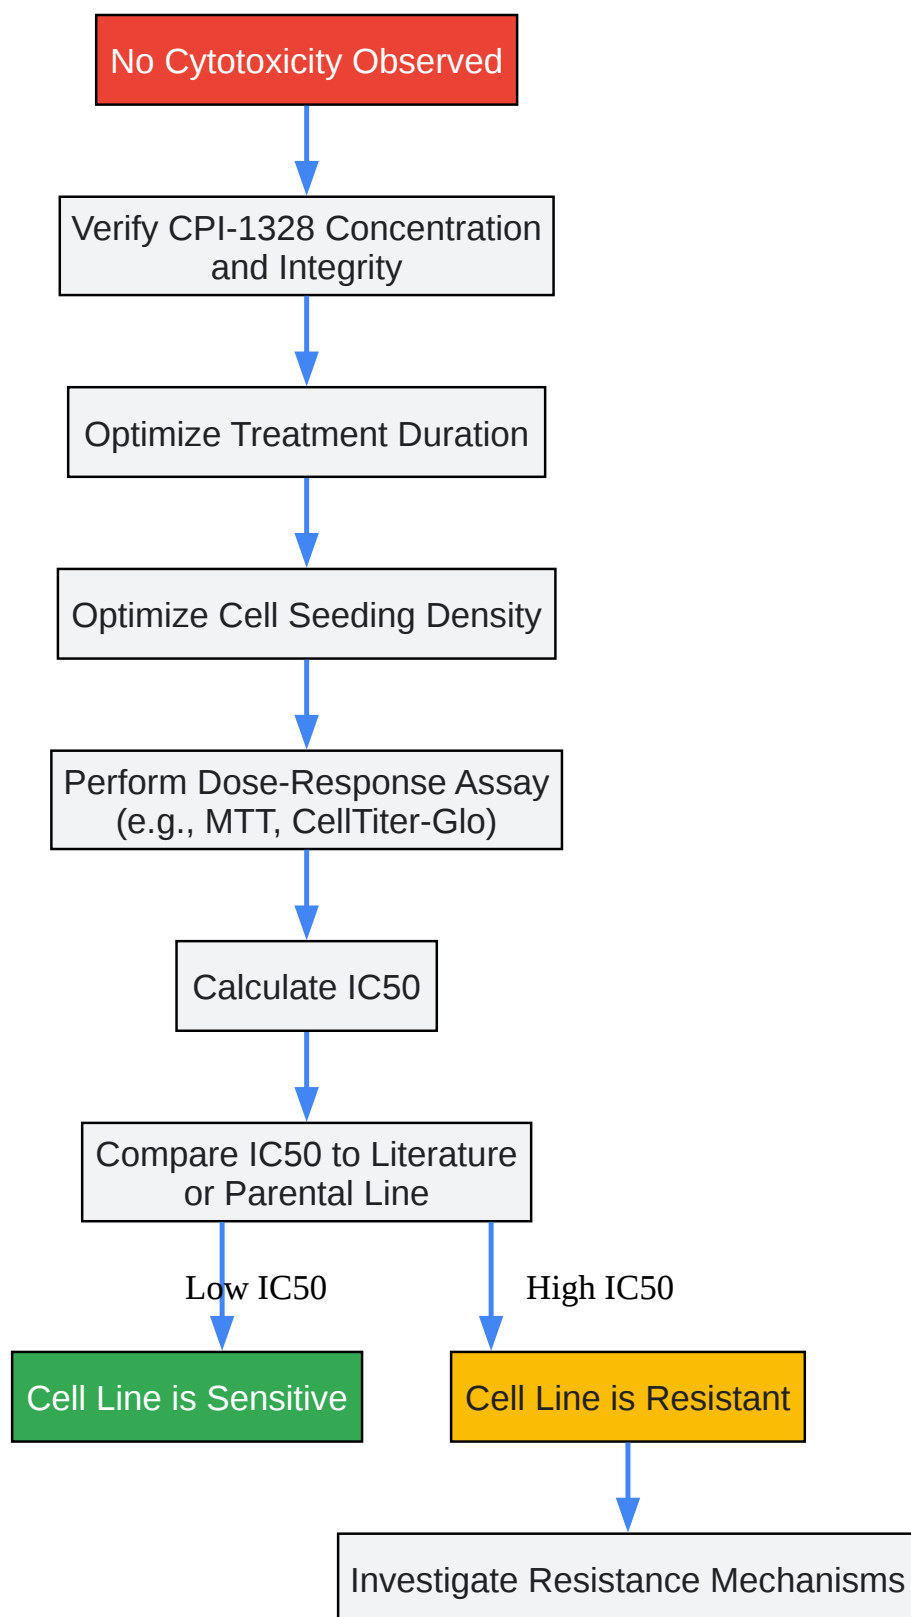 No Cytotoxicity Observed
Verify CPI-1328 Concentration
and Integrity
Optimize Treatment Duration
Optimize Cell Seeding Density
Perform Dose-Response Assay
(e.g., MTT, CellTiter-Glo)
Calculate IC50
Compare IC50 to Literature
or Parental Line
Low IC50
High IC50
Cell Line is Sensitive
Cell Line is Resistant
Investigate Resistance Mechanisms